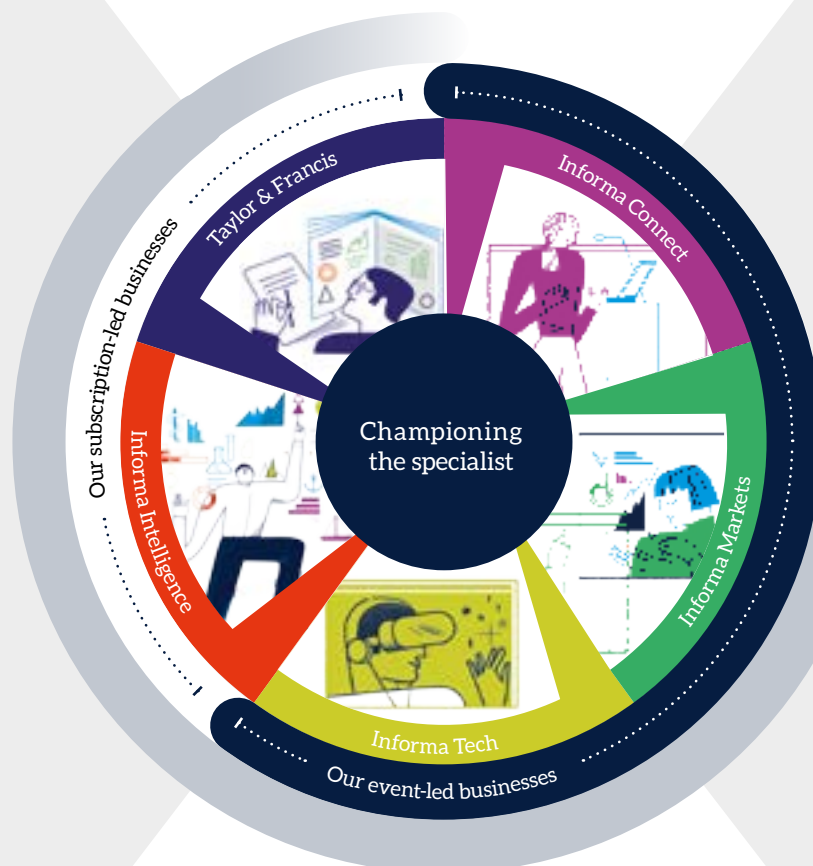 Championing
the specialist
Taylor & Francis
Informa Connect
Informa Markets
Informa Tech
Informa Intelligence
Our subscription-led businesses
Our event-led businesses